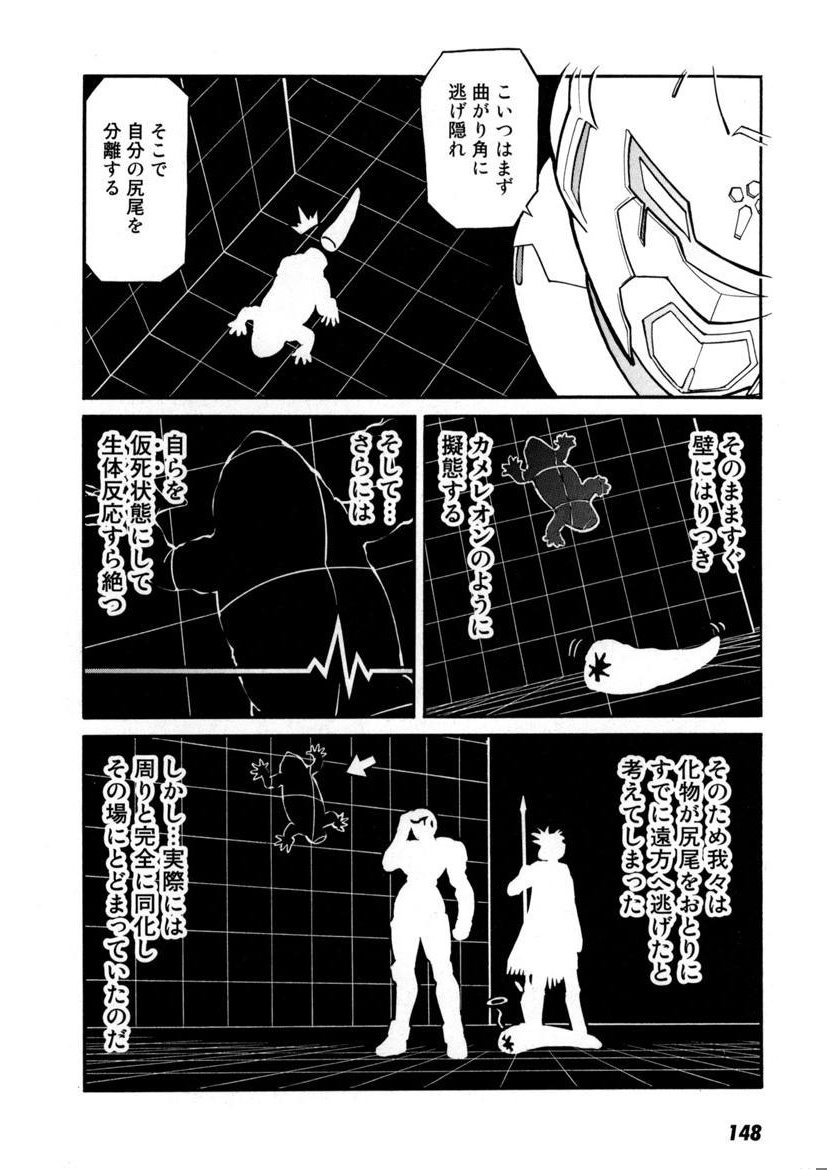 こいつはまず
曲がり角に
逃げ隠れ
そこで
自分の尻尾を
分離する
そのまますぐ
壁にはりつき
カメレオンのように
擬態する
そして…
さらには
自らを
仮死状態にして
生体反応すら絶つ
そのため我々は
化物が尻尾をおとりに
すでに遠方へ逃げたと
考えてしまった
しかし…実際には
周りと完全に同化し
その場にとどまっていたのだ
148